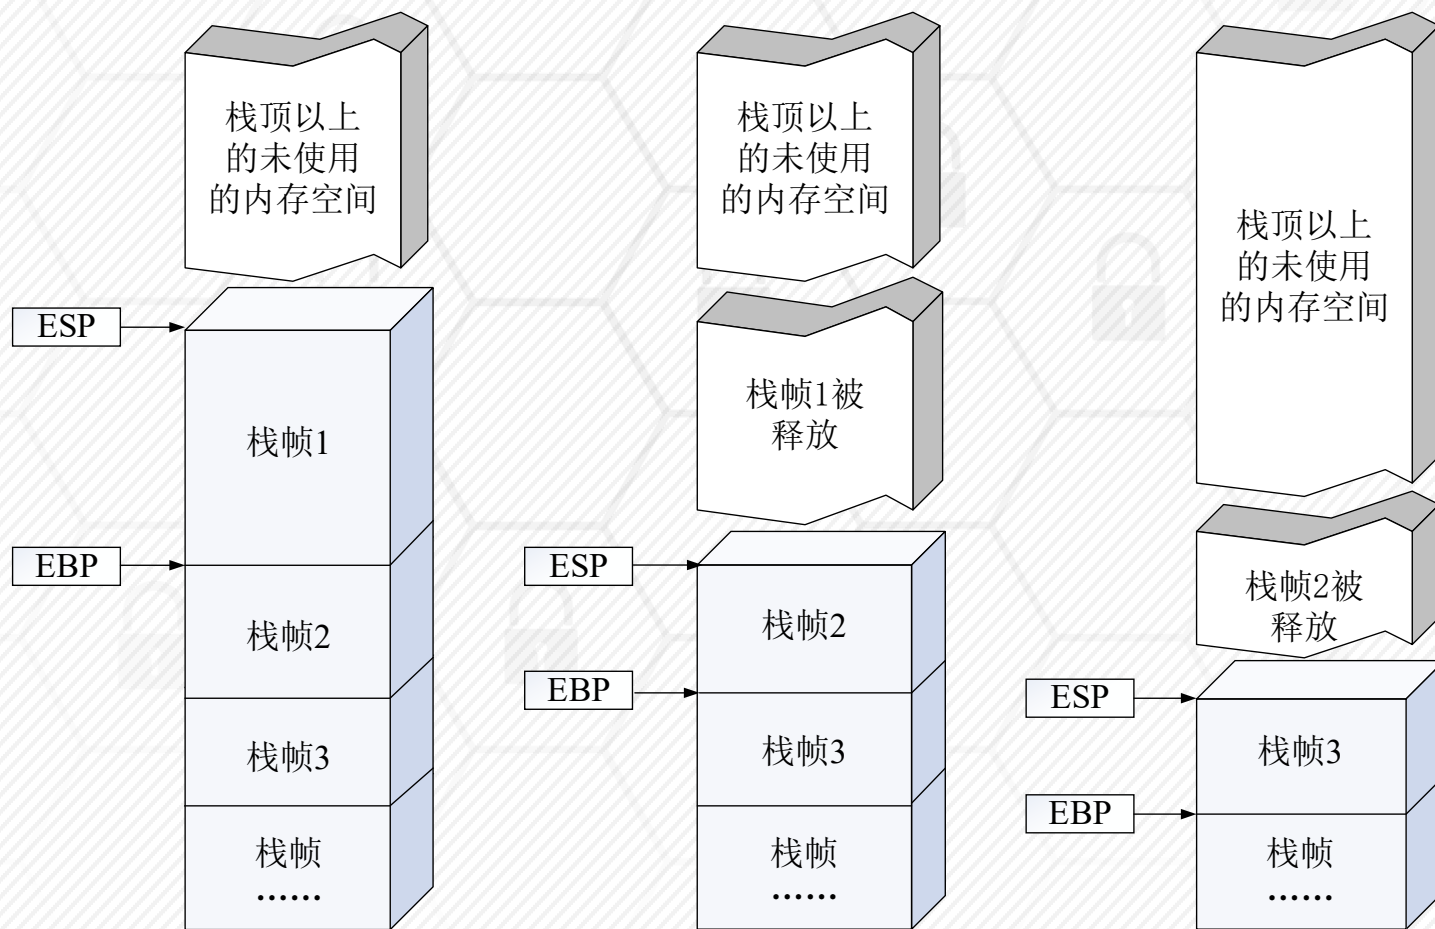 栈顶以上
的未使用
的内存空间
ESP
栈帧1
EBP
栈帧2
栈帧3
栈帧
……
栈顶以上
的未使用
的内存空间
栈帧1被
释放
ESP
栈帧2
EBP
栈帧3
栈帧
……
栈顶以上
的未使用
的内存空间
栈帧2被
释放
ESP
栈帧3
EBP
栈帧
……